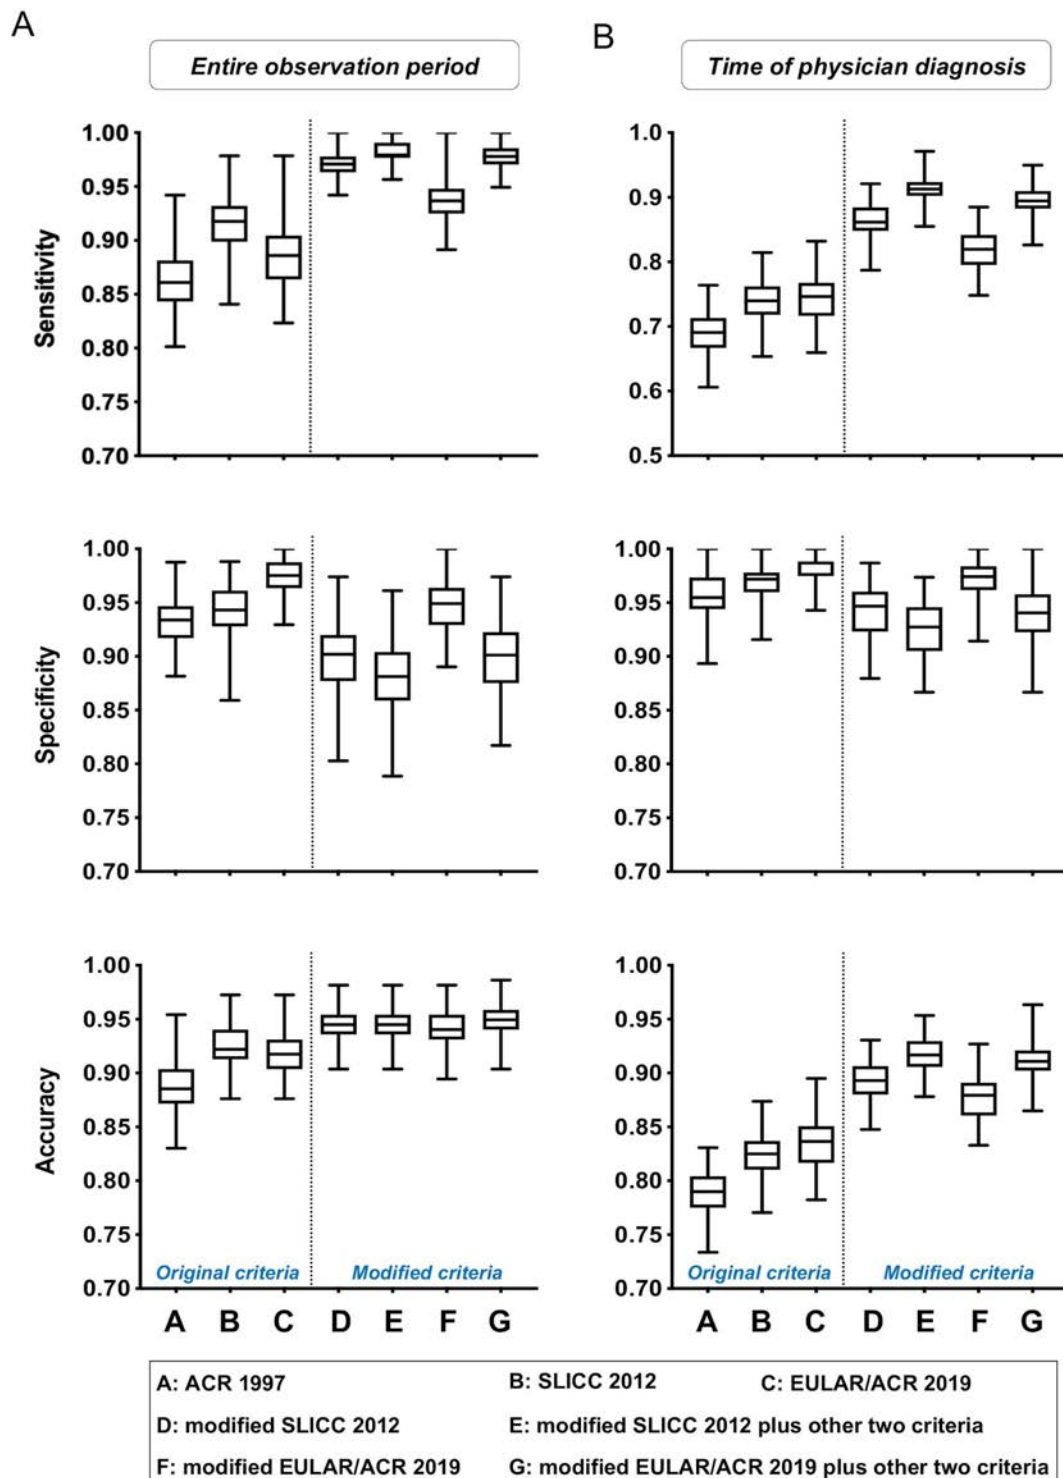 A
B
Entire observation period
Time of physician diagnosis
Sensitivity
1.00
0.95
0.90
0.85
0.80
0.75
0.70
1.0
0.9
0.8
0.7
0.6
0.5
Specificity
1.00
0.95
0.90
0.85
0.80
0.75
0.70
1.00
0.95
0.90
0.85
0.80
0.75
0.70
Accuracy
1.00
0.95
0.90
0.85
0.80
0.75
0.70
Original criteria Modified criteria
A B C D E F G
1.00
0.95
0.90
0.85
0.80
0.75
0.70
Original criteria Modified criteria
A B C D E F G
A: ACR 1997 B: SLICC 2012 C: EULAR/ACR 2019
D: modified SLICC 2012 E: modified SLICC 2012 plus other two criteria
F: modified EULAR/ACR 2019 G: modified EULAR/ACR 2019 plus other two criteria